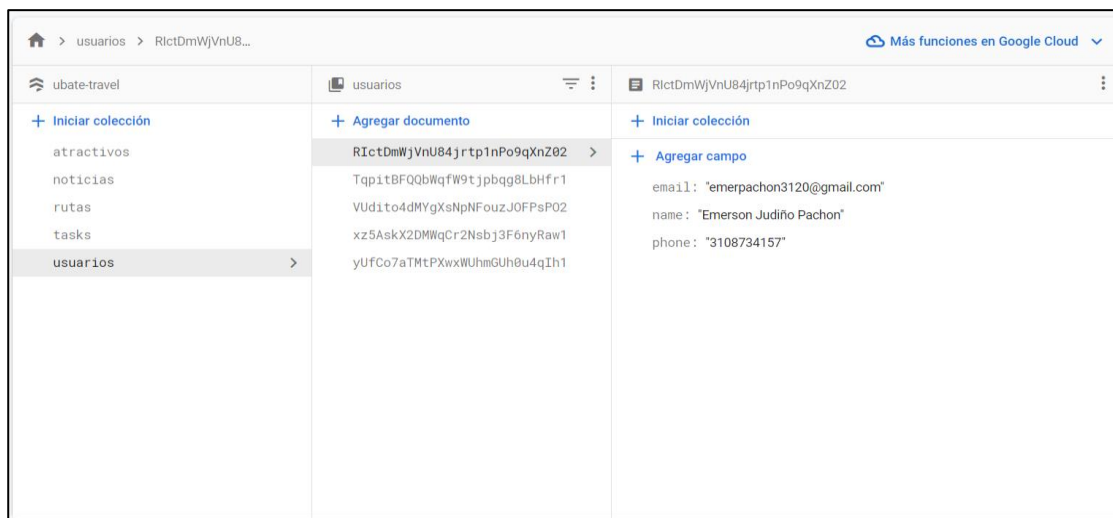 usuarios > RIctDmWjVnU8...
Más funciones en Google Cloud
ubate-travel
+ Iniciar colección
atractivos
noticias
rutas
tasks
usuarios >
usuarios
+ Agregar documento
RIctDmWjVnU84jrtp1nPo9qXnZ02 >
TqpitBFQQbWqfW9tjpbqg8LbHfr1
VUdito4dMYgXsNpNFouzJOFPsPO2
xz5AskX2DMWqCr2Nsbj3F6nyRaw1
yUfCo7aTMtPXwxWUhmGUh0u4qIh1
RIctDmWjVnU84jrtp1nPo9qXnZ02
+ Iniciar colección
+ Agregar campo
email: "emerpachon3120@gmail.com"
name: "Emerson Judiño Pachon"
phone: "3108734157"